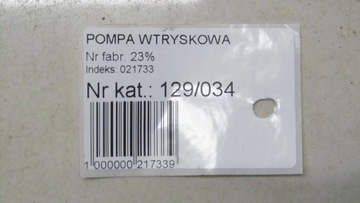 POMPA WTRYSKOWA
Nr fabr. 23%
Indeks: 021733
Nr kat.: 129/034
1 000000 217339